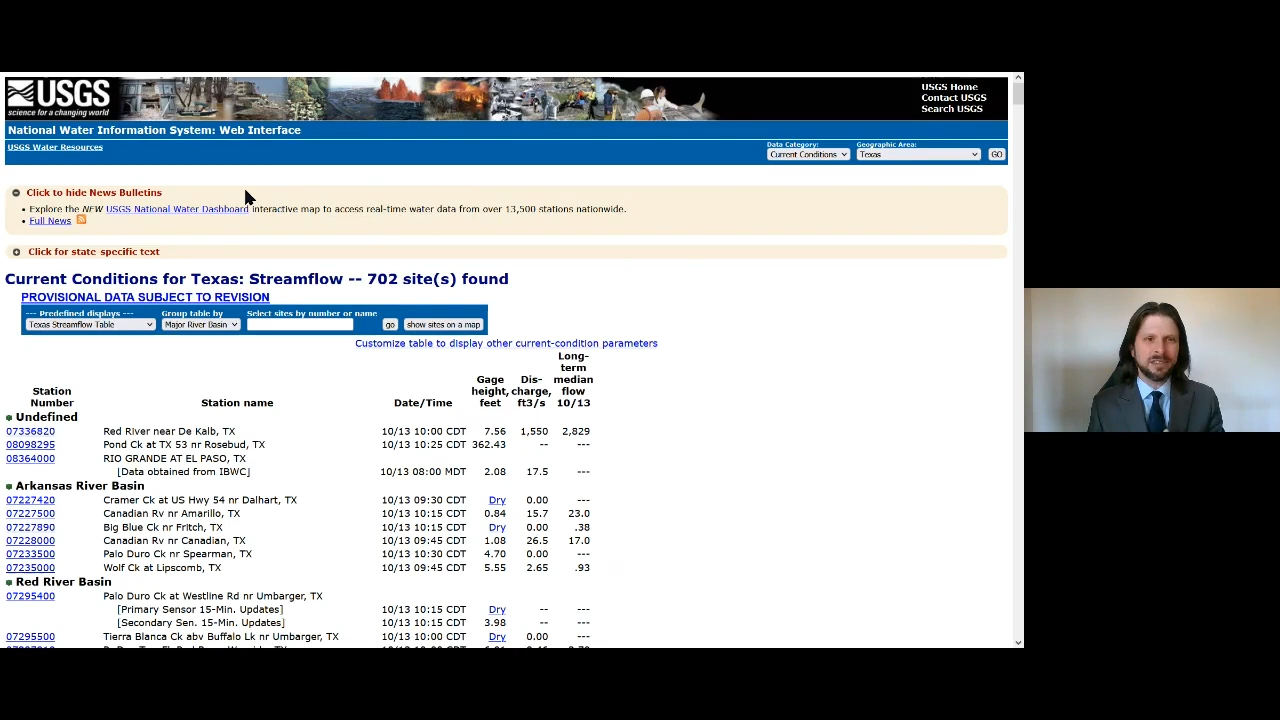 USGS
science for a changing world
USGS Home
Contact USGS
Search USGS
National Water Information System: Web Interface
USGS Water Resources
Data Category:
Current Conditions
Geographic Area:
Texas
GO
Click to hide News Bulletins
Explore the NEW USGS National Water Dashboard interactive map to access real-time water data from over 13,500 stations nationwide.
Full News
Click for state specific text
Current Conditions for Texas: Streamflow -- 702 site(s) found
PROVISIONAL DATA SUBJECT TO REVISION
--- Predefined displays --- Group table by Select sites by number or name
Texas Streamflow Table Major River Basin go show sites on a map
Customize table to display other current-condition parameters
Station Number Station name Date/Time Gage height, feet Dis-charge, ft3/s Long-term median flow 10/13
Undefined
07336820 Red River near De Kalb, TX 10/13 10:00 CDT 7.56 1,550 2,829
08098295 Pond Ck at TX 53 nr Rosebud, TX 10/13 10:25 CDT 362.43 -- ---
08364000 RIO GRANDE AT EL PASO, TX
[Data obtained from IBWC] 10/13 08:00 MDT 2.08 17.5 ---
Arkansas River Basin
07227420 Cramer Ck at US Hwy 54 nr Dalhart, TX 10/13 09:30 CDT Dry 0.00 ---
07227500 Canadian Rv nr Amarillo, TX 10/13 10:15 CDT 0.84 15.7 23.0
07227890 Big Blue Ck nr Fritch, TX 10/13 10:15 CDT Dry 0.00 .38
07228000 Canadian Rv nr Canadian, TX 10/13 09:45 CDT 1.08 26.5 17.0
07233500 Palo Duro Ck nr Spearman, TX 10/13 10:30 CDT 4.70 0.00 ---
07235000 Wolf Ck at Lipscomb, TX 10/13 09:45 CDT 5.55 2.65 .93
Red River Basin
07295400 Palo Duro Ck at Westline Rd nr Umbarger, TX
[Primary Sensor 15-Min. Updates] 10/13 10:15 CDT Dry -- ---
[Secondary Sen. 15-Min. Updates] 10/13 10:15 CDT 3.98 -- ---
07295500 Tierra Blanca Ck abv Buffalo Lk nr Umbarger, TX 10/13 10:00 CDT Dry 0.00 ---